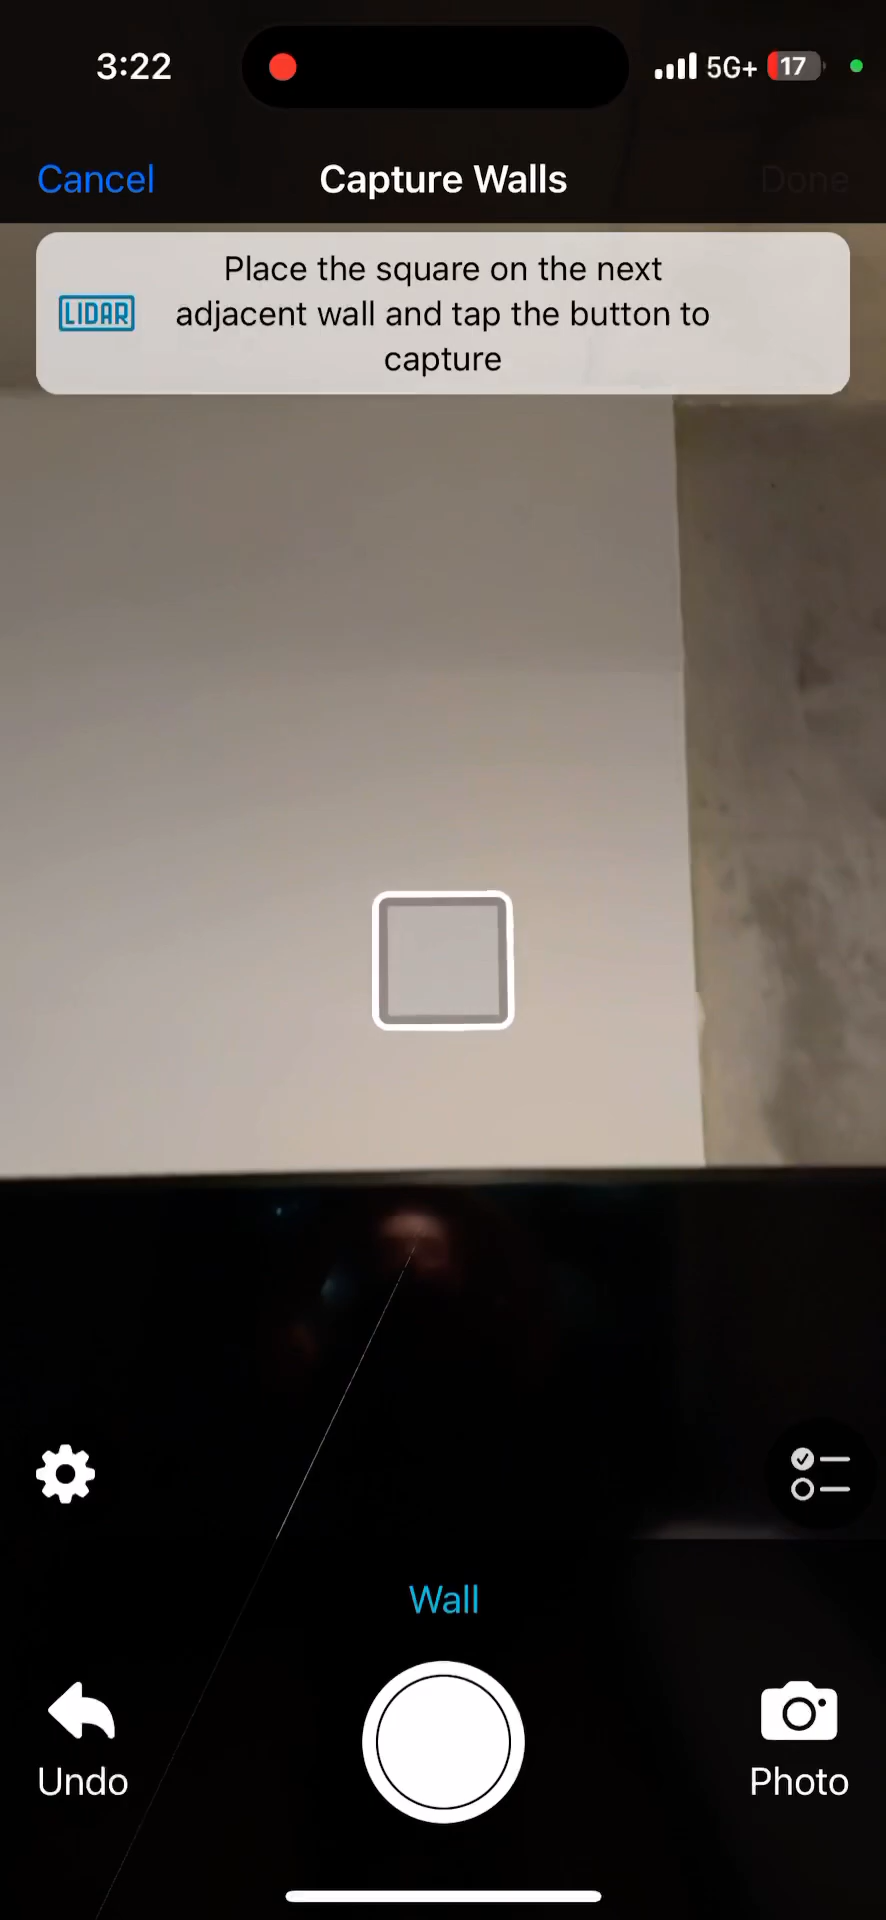 3:22
5G+
17
Cancel
Capture Walls
Done
LIDAR
Place the square on the next
adjacent wall and tap the button to
capture
Wall
Undo
Photo